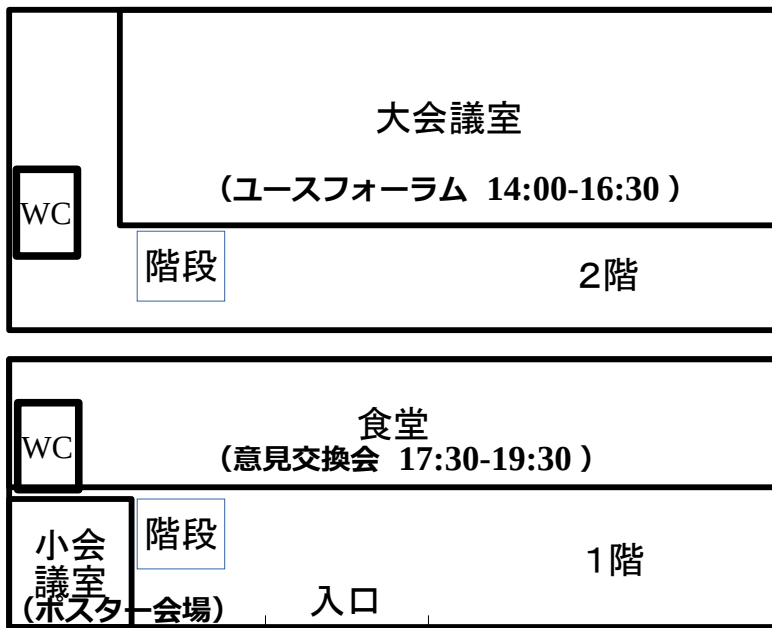 大会議室
（ユースフォーラム 14:00-16:30 ）
WC
階段
２階
食堂
WC
（意見交換会 17:30-19:30 ）
階段
小会
議室
１階
（ポスター会場）
入口